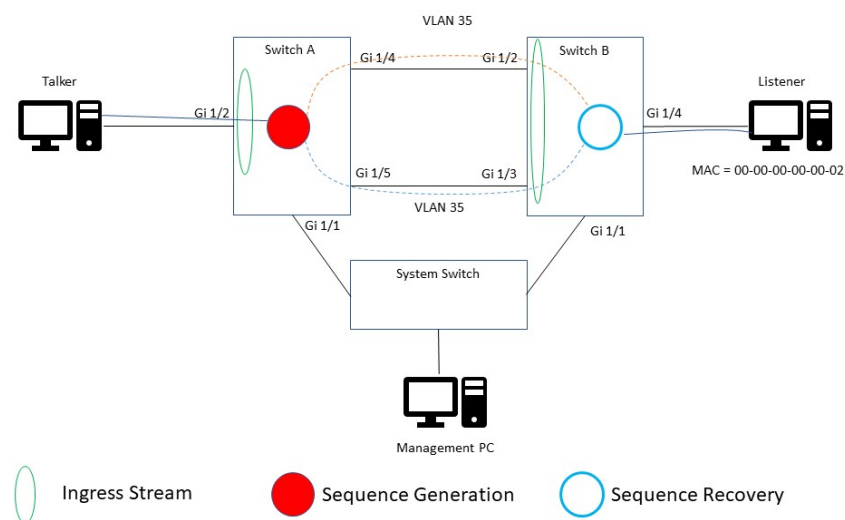 VLAN 35
Switch A
Switch B
Gi 1/4
Gi 1/2
Talker
Listener
Gi 1/2
Gi 1/4
MAC = 00-00-00-00-00-02
Gi 1/5
Gi 1/3
VLAN 35
Gi 1/1
Gi 1/1
System Switch
Management PC
Ingress Stream
Sequence Generation
Sequence Recovery